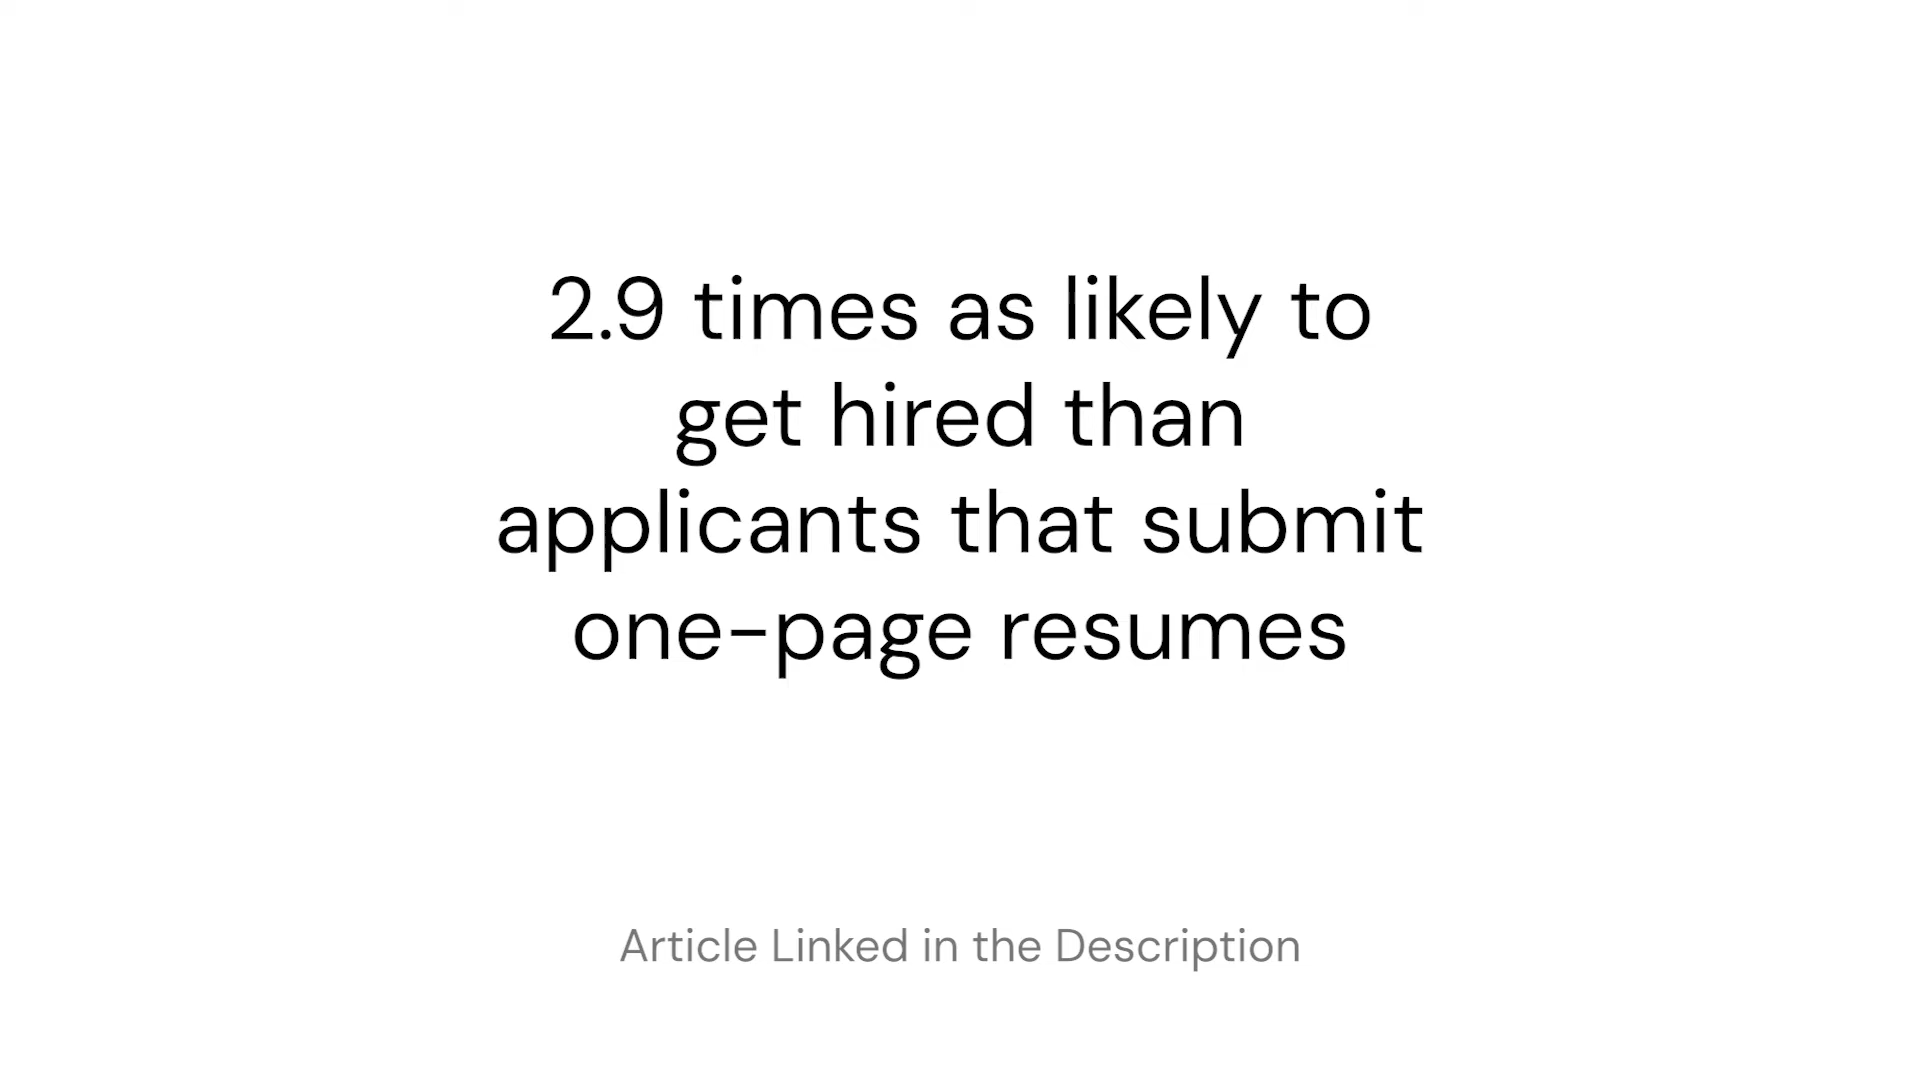 2.9 times as likely to
get hired than
applicants that submit
one-page resumes
Article Linked in the Description